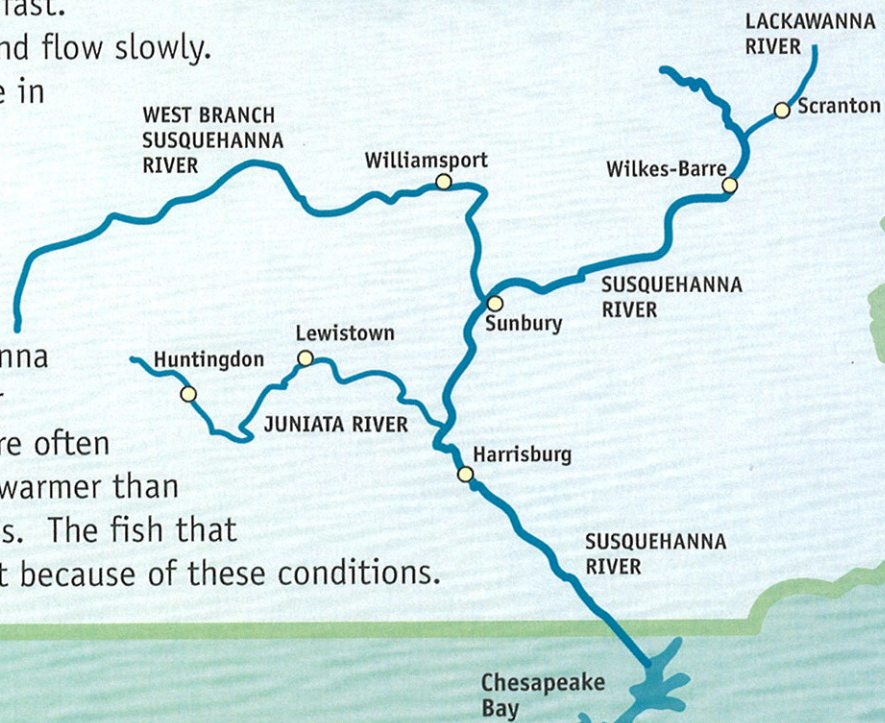 fast.
nd flow slowly.
e in
LACKAWANNA
RIVER
Scranton
WEST BRANCH
SUSQUEHANNA
RIVER
Williamsport
Wilkes-Barre
SUSQUEHANNA
RIVER
Sunbury
Lewistown
Huntingdon
JUNIATA RIVER
nna
r
re often
warmer than
s. The fish that
t because of these conditions.
Harrisburg
SUSQUEHANNA
RIVER
Chesapeake
Bay